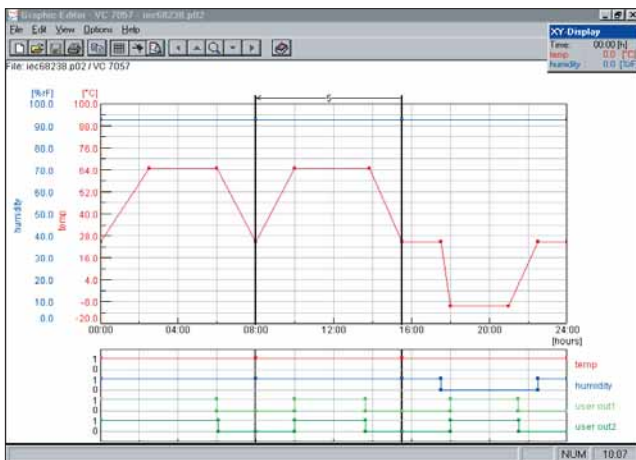 Graphic Editor - VC 7057 - iec68238.p02
File Edit View Options Help
XY-Display
Time: 00:00 [h]
temp 0.0 [°C]
humidity : 0.0 [%rF]
File: iec68238.p02 / VC 7057
[%rF] [°C]
100.0 100.0
90.0 88.0
80.0 76.0
70.0 64.0
60.0 52.0
50.0 40.0
40.0 28.0
30.0 16.0
20.0 4.0
10.0 -8.0
0.0 -20.0
humidity
temp
5
00:00 04:00 08:00 12:00 16:00 20:00 24:00
[hours]
1
0 temp
1
0 humidity
1
0 user out1
1
0 user out2
NUM 10:07